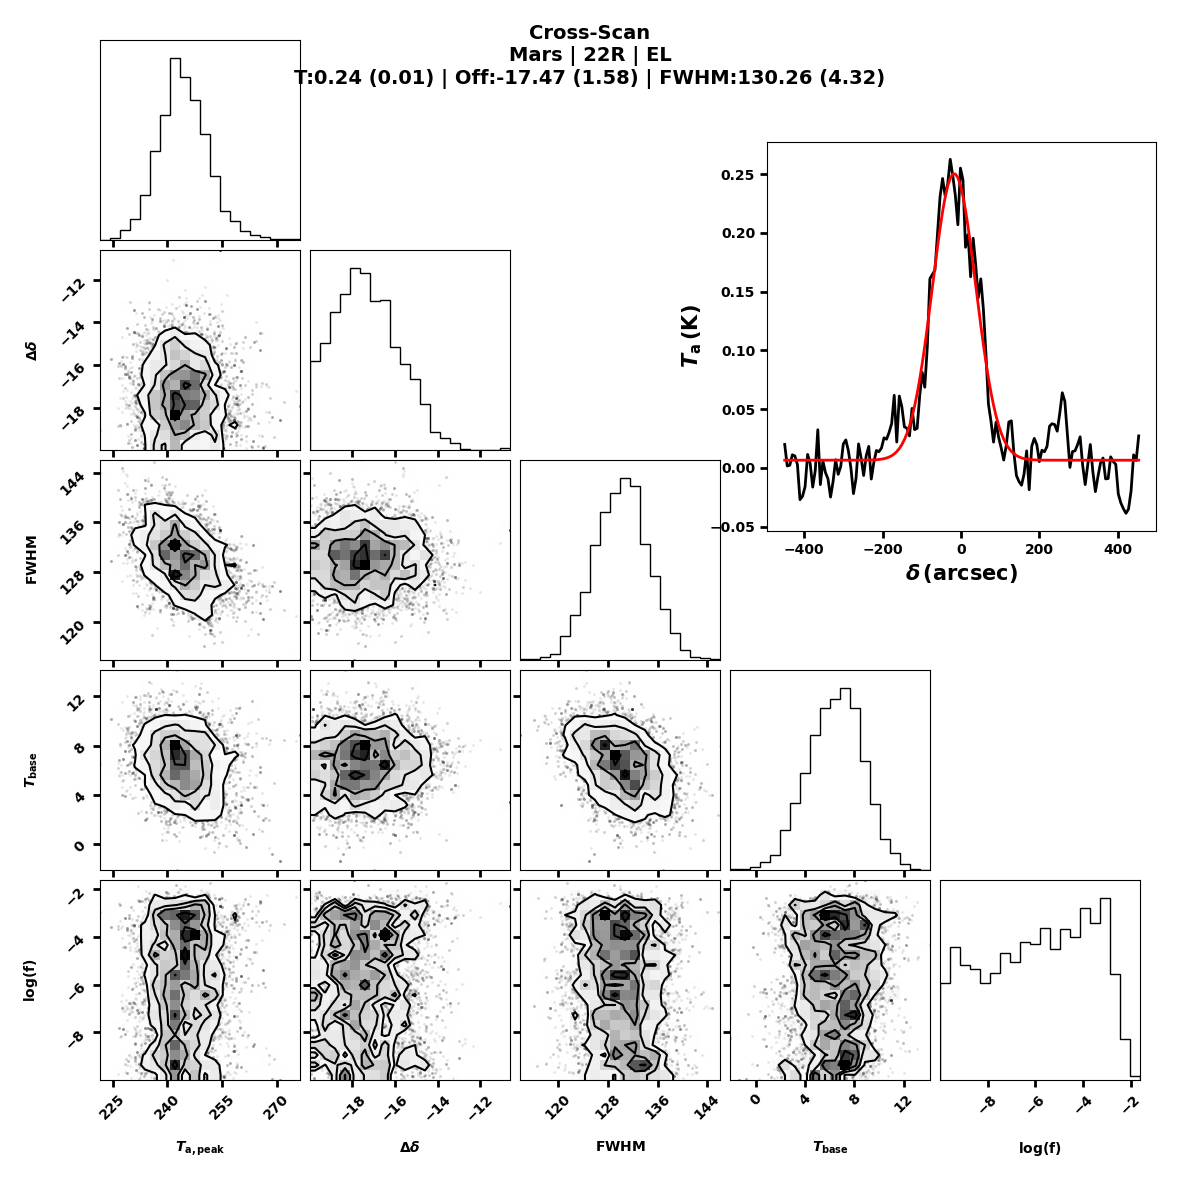 Cross-Scan
Mars | 22R | EL
T:0.24 (0.01) | Off:-17.47 (1.58) | FWHM:130.26 (4.32)
0.25
0.20
0.15
0.10
0.05
0.00
−0.05
Ta (K)
−400 −200 0 200 400
δ (arcsec)
−12
−14
−16
−18
Δδ
144
136
128
120
FWHM
12
8
4
0
Tbase
−2
−4
−6
−8
log(f)
225 240 255 270
−18 −16 −14 −12
120 128 136 144
0 4 8 12
−8 −6 −4 −2
Ta,peak Δδ FWHM Tbase log(f)